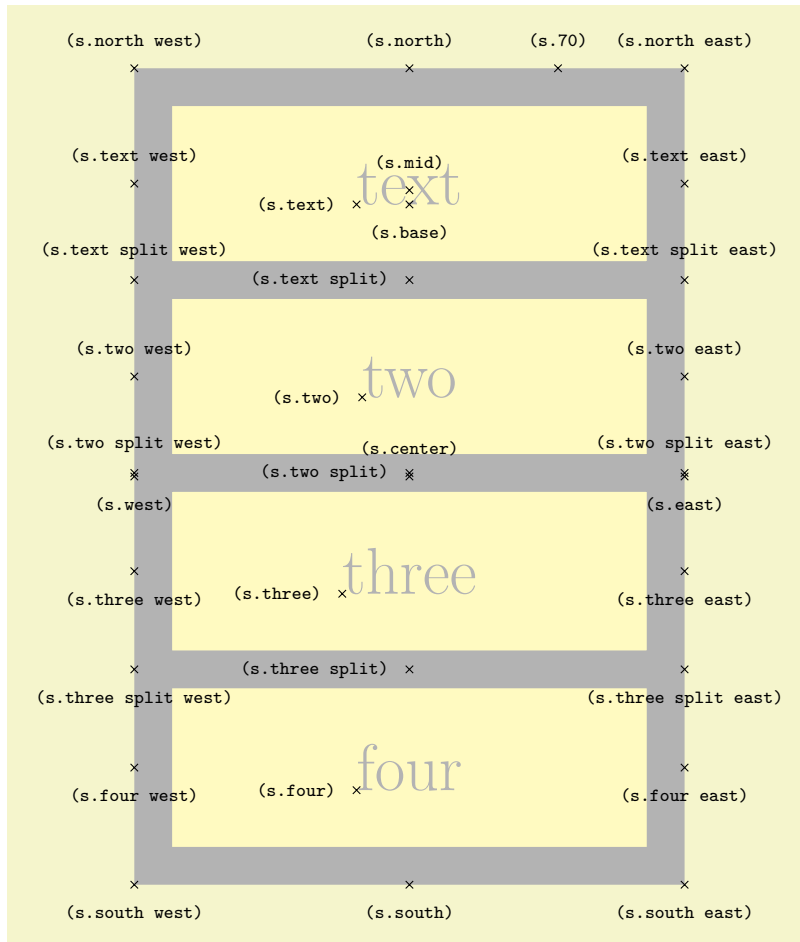 (s.north west) (s.north) (s.70) (s.north east)
(s.text west) (s.mid) (s.text east)
text
(s.text)
(s.base)
(s.text split west) (s.text split east)
(s.text split)
(s.two west) (s.two east)
two
(s.two)
(s.two split west) (s.center) (s.two split east)
(s.two split)
(s.west) (s.east)
three
(s.three)
(s.three west) (s.three east)
(s.three split)
(s.three split west) (s.three split east)
four
(s.four)
(s.four west) (s.four east)
(s.south west) (s.south) (s.south east)